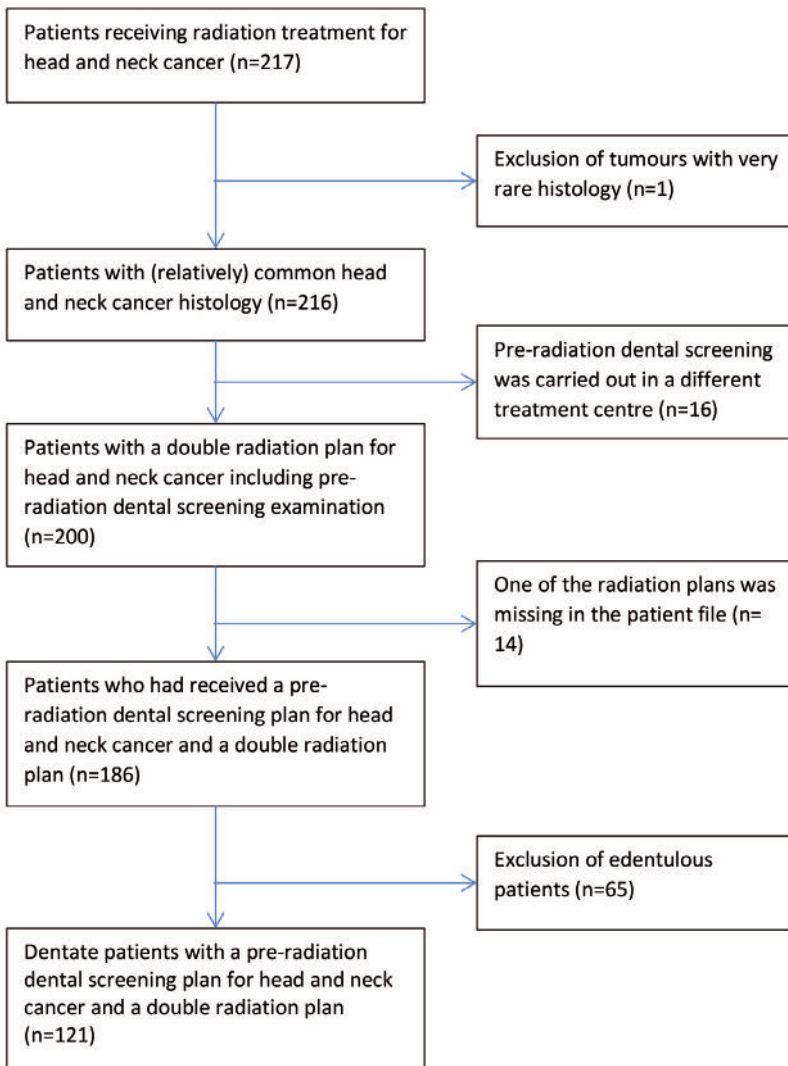 Patients receiving radiation treatment for
head and neck cancer (n=217)
Exclusion of tumours with very
rare histology (n=1)
Patients with (relatively) common head
and neck cancer histology (n=216)
Pre-radiation dental screening
was carried out in a different
treatment centre (n=16)
Patients with a double radiation plan for
head and neck cancer including pre-
radiation dental screening examination
(n=200)
One of the radiation plans was
missing in the patient file (n=
14)
Patients who had received a pre-
radiation dental screening plan for head
and neck cancer and a double radiation
plan (n=186)
Exclusion of edentulous
patients (n=65)
Dentate patients with a pre-radiation
dental screening plan for head and neck
cancer and a double radiation plan
(n=121)